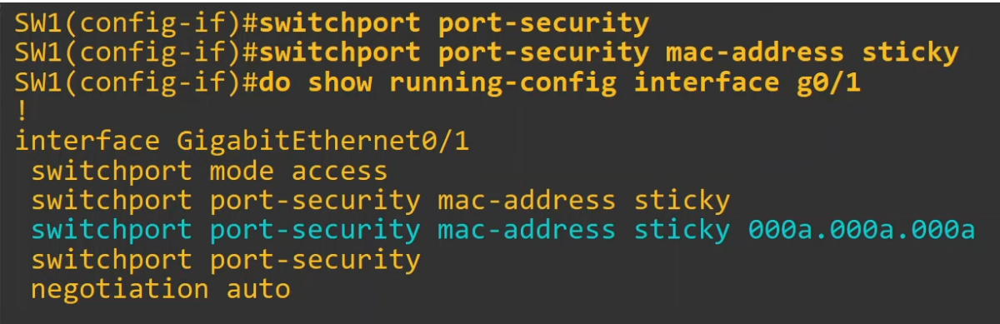 SW1(config-if)#switchport port-security
SW1(config-if)#switchport port-security mac-address sticky
SW1(config-if)#do show running-config interface g0/1
!
interface GigabitEthernet0/1
 switchport mode access
 switchport port-security mac-address sticky
 switchport port-security mac-address sticky 000a.000a.000a
 switchport port-security
 negotiation auto